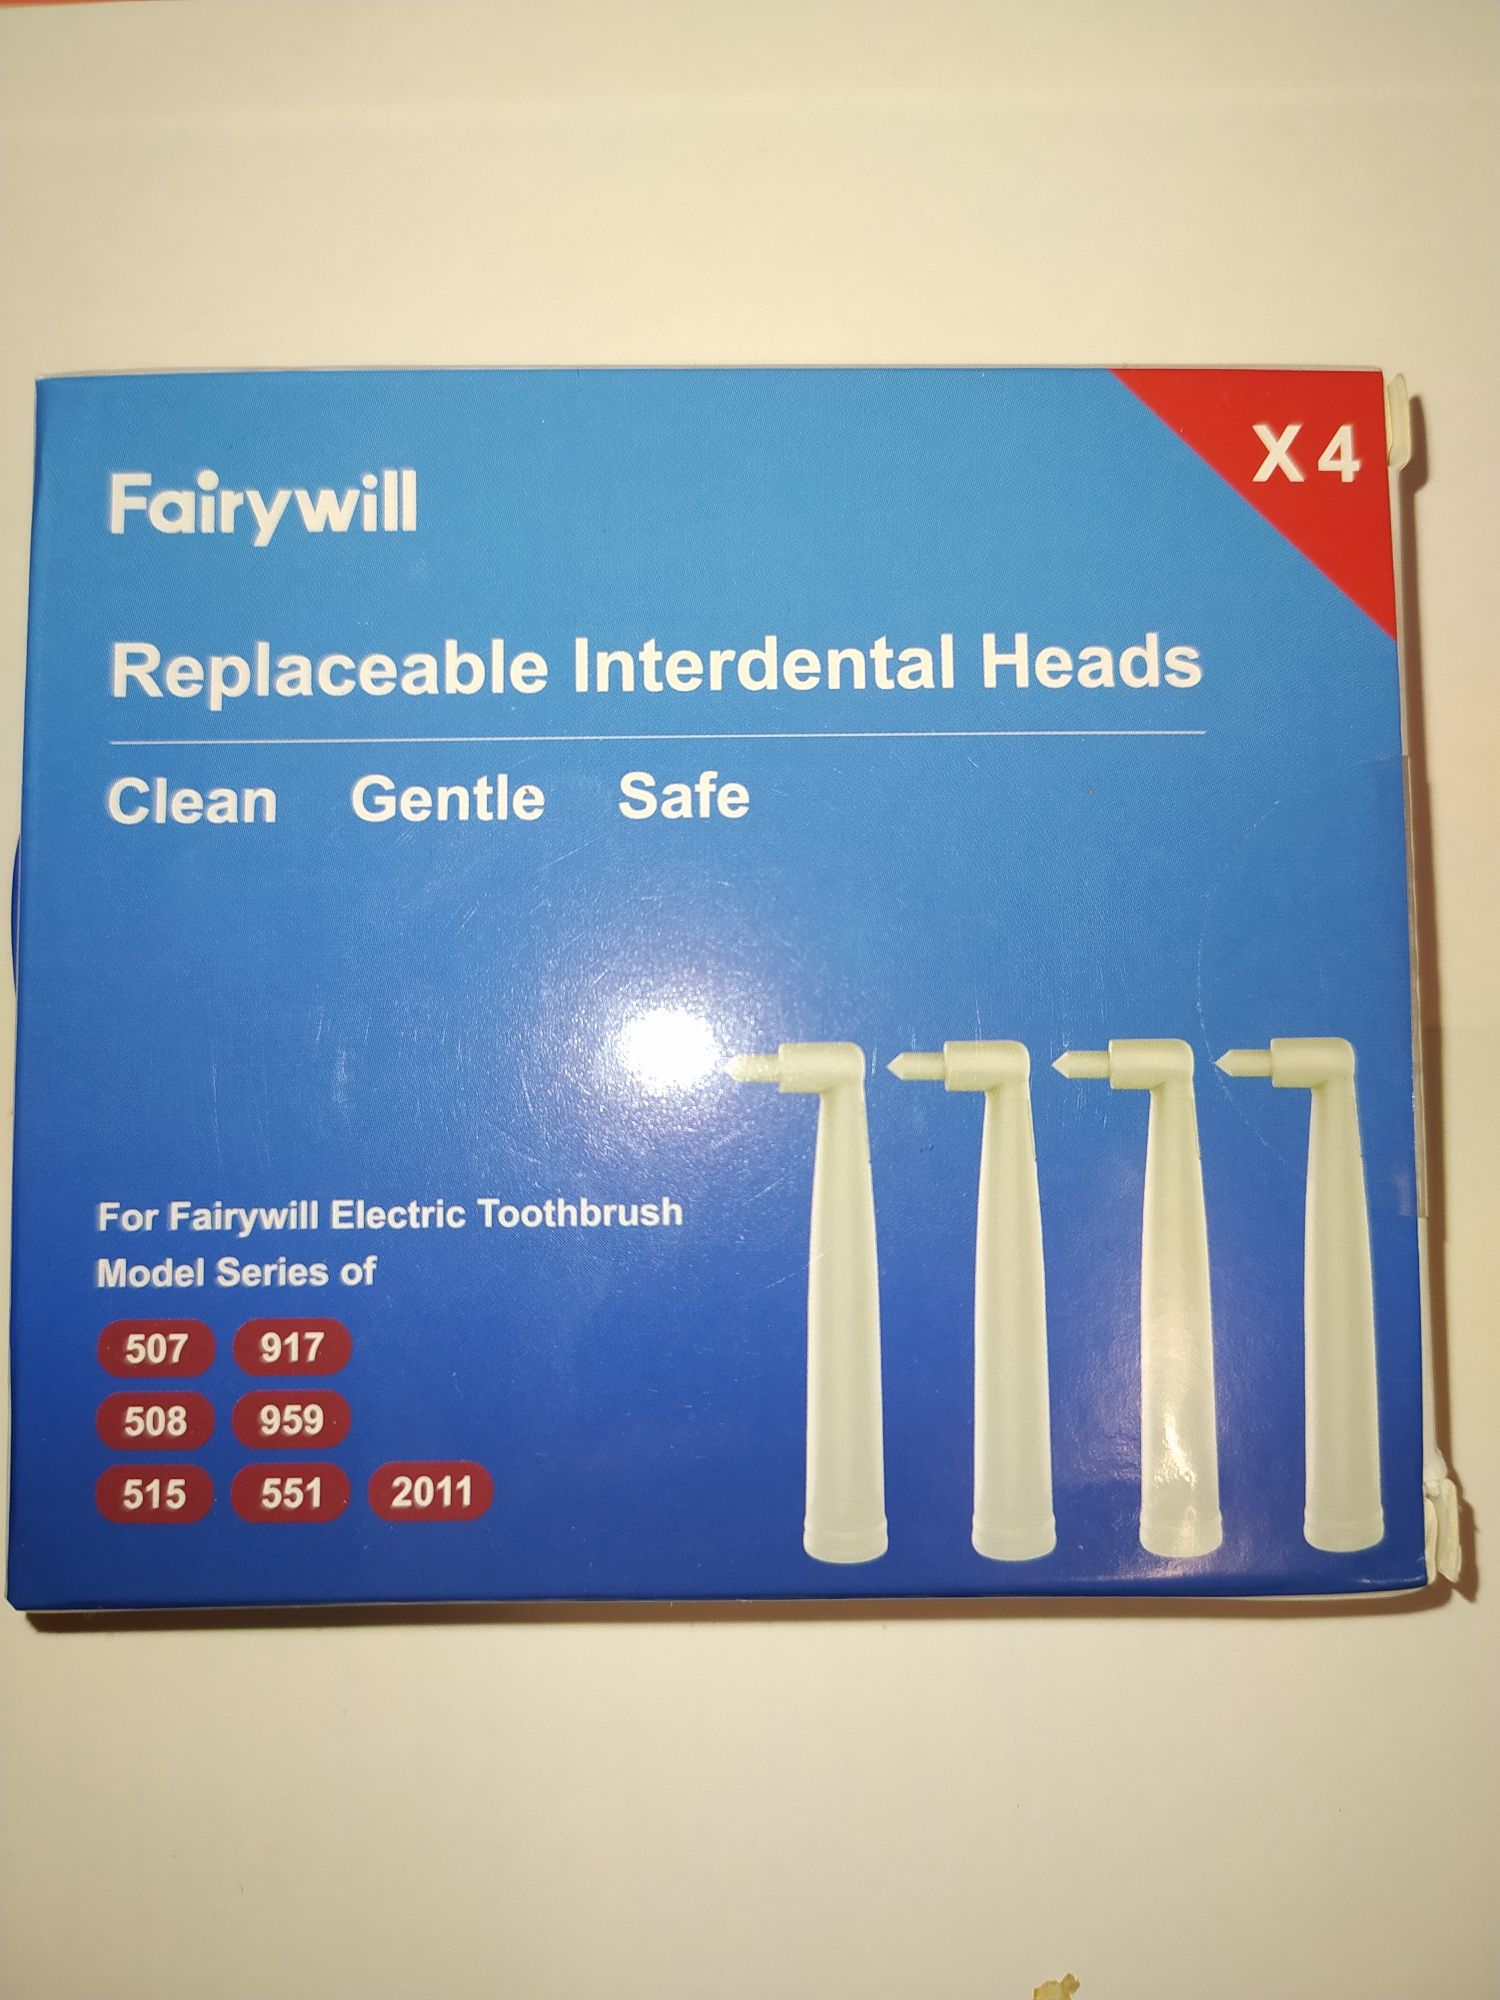 X 4
Fairywill
Replaceable Interdental Heads
Clean Gentle Safe
For Fairywill Electric Toothbrush
Model Series of
507 917
508 959
515 551 2011